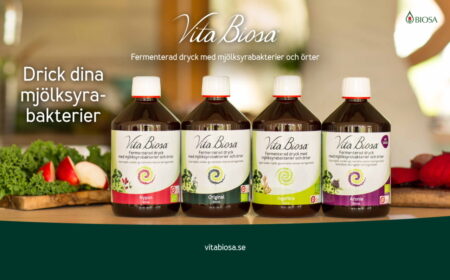 Vita Biosa
Fermenterad dryck med mjölksyrabakterier och örter
BIOSA
Drick dina
mjölksyra-
bakterier
Vita Biosa
Fermenterad dryck
med mjölksyrabakterier och örter
Nypon
Vita Biosa
Fermenterad dryck
med mjölksyrabakterier och örter
Original
Vita Biosa
Fermenterad dryck med
mjölksyrabakterier och örter
Ingefära
Vita Biosa
Fermenterad dryck
med mjölksyrabakterier och örter
Aronia
vitabiosa.se